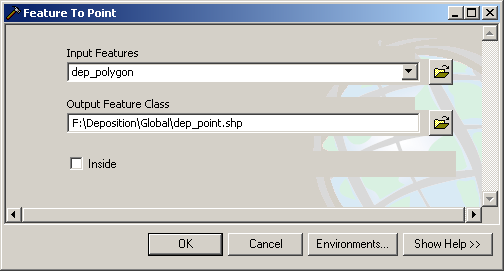 Feature To Point
Input Features
dep_polygon
Output Feature Class
F:\Deposition\Global\dep_point.shp
Inside
OK
Cancel
Environments...
Show Help >>